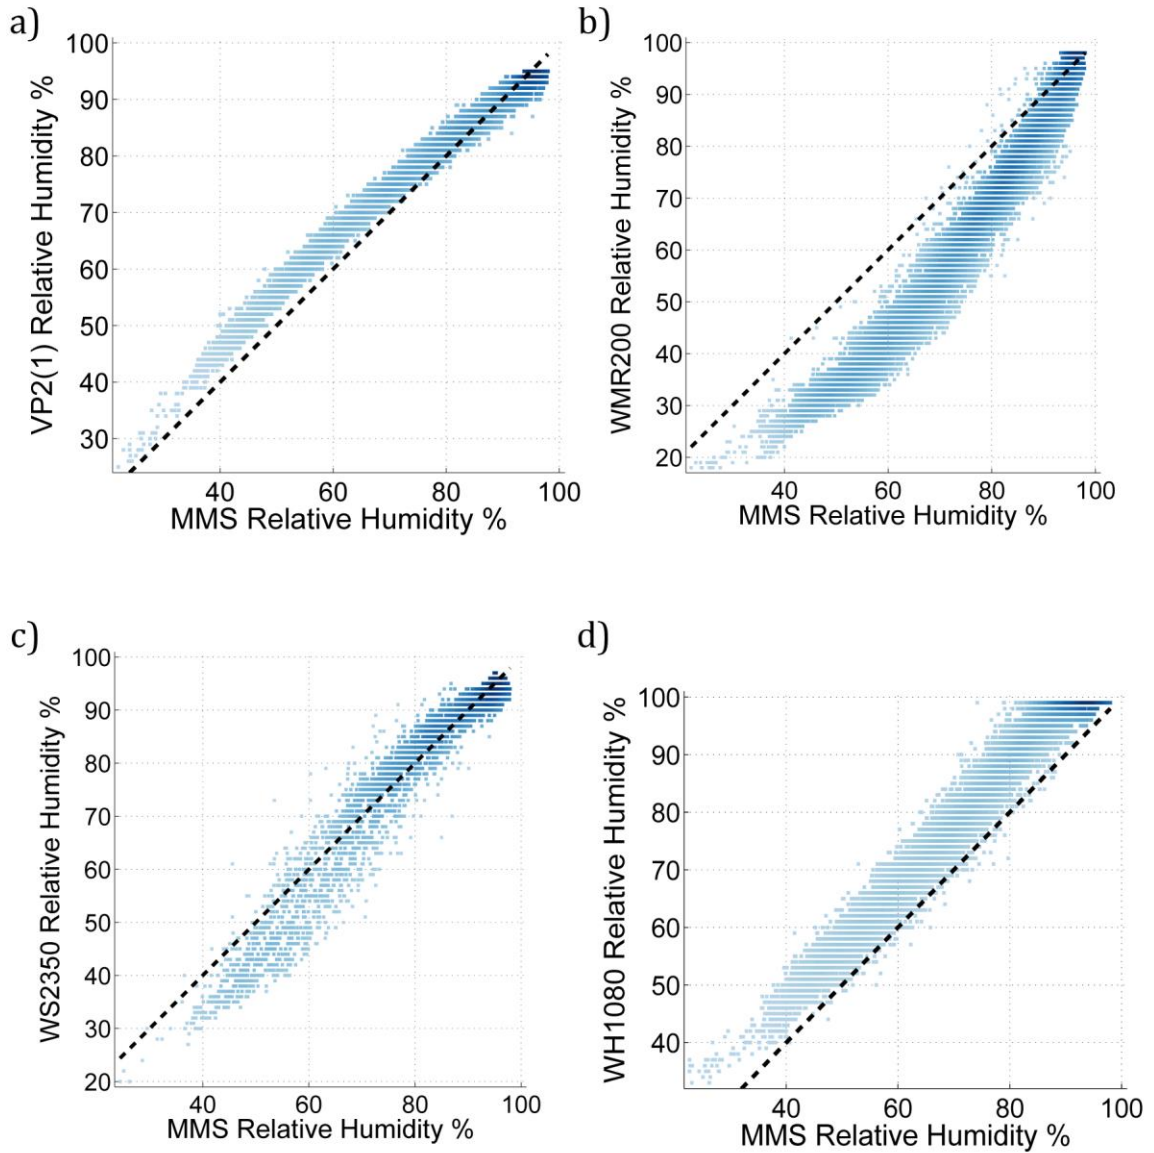 a)
VP2(1) Relative Humidity %
100
90
80
70
60
50
40
30
40 60 80 100
MMS Relative Humidity %
b)
WMR200 Relative Humidity %
100
90
80
70
60
50
40
30
20
40 60 80 100
MMS Relative Humidity %
c)
WS2350 Relative Humidity %
100
90
80
70
60
50
40
30
20
40 60 80 100
MMS Relative Humidity %
d)
WH1080 Relative Humidity %
100
90
80
70
60
50
40
40 60 80 100
MMS Relative Humidity %